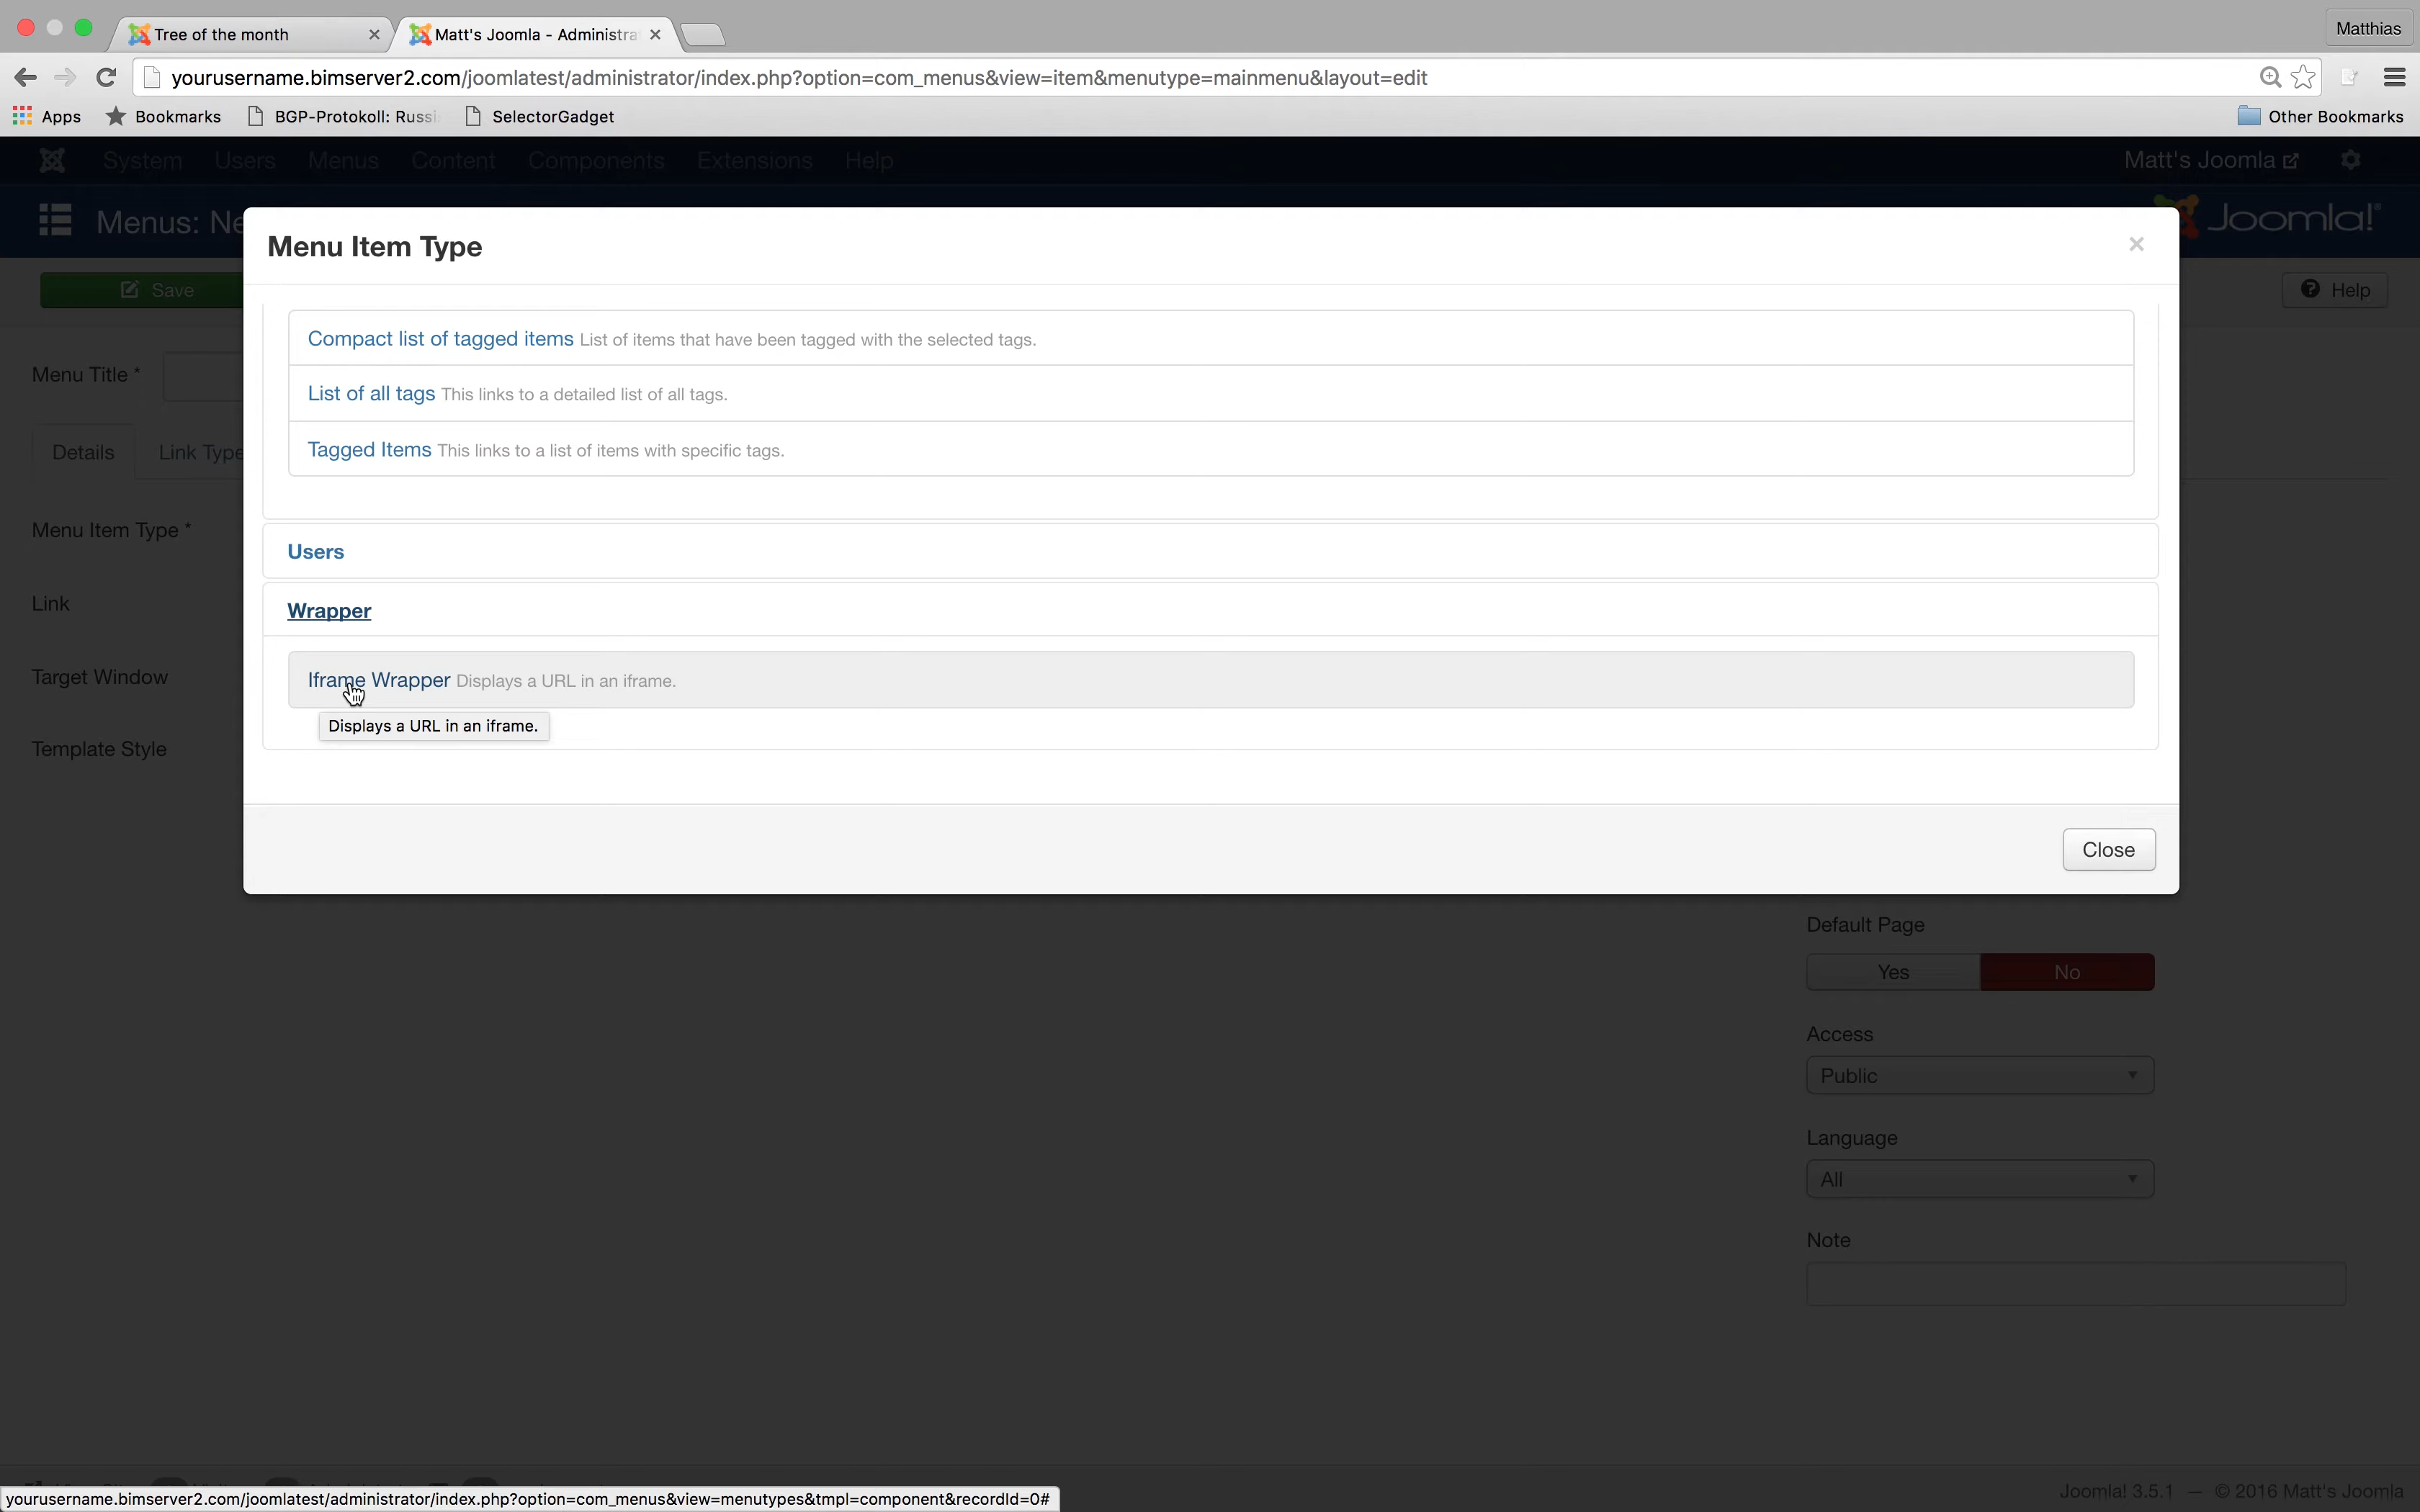 Tree of the month
Matt's Joomla - Administra
Matthias
yourusername.bimserver2.com/joomlatest/administrator/index.php?option=com_menus&view=item&menutype=mainmenu&layout=edit
Apps
Bookmarks
BGP-Protokoll: Russi
SelectorGadget
Other Bookmarks
System
Users
Menus
Content
Components
Extensions
Help
Matt's Joomla
Menus: Ne
Joomla!
Menu Item Type
Save
Help
Compact list of tagged items List of items that have been tagged with the selected tags.
Menu Title *
List of all tags This links to a detailed list of all tags.
Details
Link Type
Tagged Items This links to a list of items with specific tags.
Menu Item Type *
Users
Link
Wrapper
Target Window
Iframe Wrapper Displays a URL in an iframe.
Displays a URL in an iframe.
Template Style
Close
Default Page
Yes
No
Access
Public
Language
All
Note
Joomla! 3.5.1 — © 2016 Matt's Joomla
yourusername.bimserver2.com/joomlatest/administrator/index.php?option=com_menus&view=menutypes&tmpl=component&recordId=0#